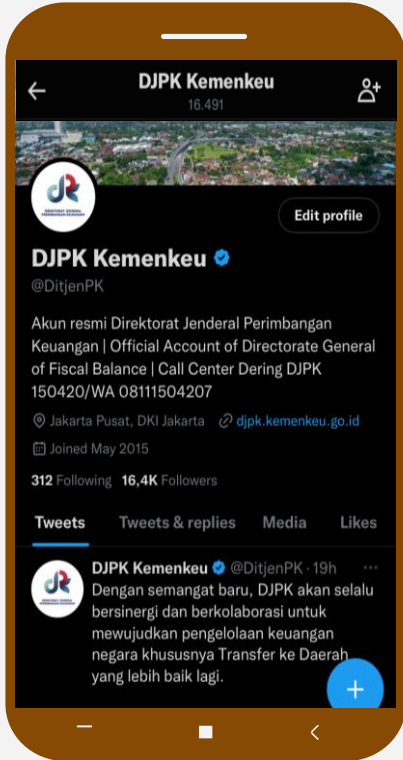 DJPK Kemenkeu
16.491
Edit profile
DJPK Kemenkeu
@DitjenPK
Akun resmi Direktorat Jenderal Perimbangan
Keuangan | Official Account of Directorate General
of Fiscal Balance | Call Center Dering DJPK
150420/WA 08111504207
Jakarta Pusat, DKI Jakarta djpk.kemenkeu.go.id
Joined May 2015
312 Following 16,4K Followers
Tweets Tweets & replies Media Likes
DJPK Kemenkeu @DitjenPK · 19h
Dengan semangat baru, DJPK akan selalu
bersinergi dan berkolaborasi untuk
mewujudkan pengelolaan keuangan
negara khususnya Transfer ke Daerah
yang lebih baik lagi.